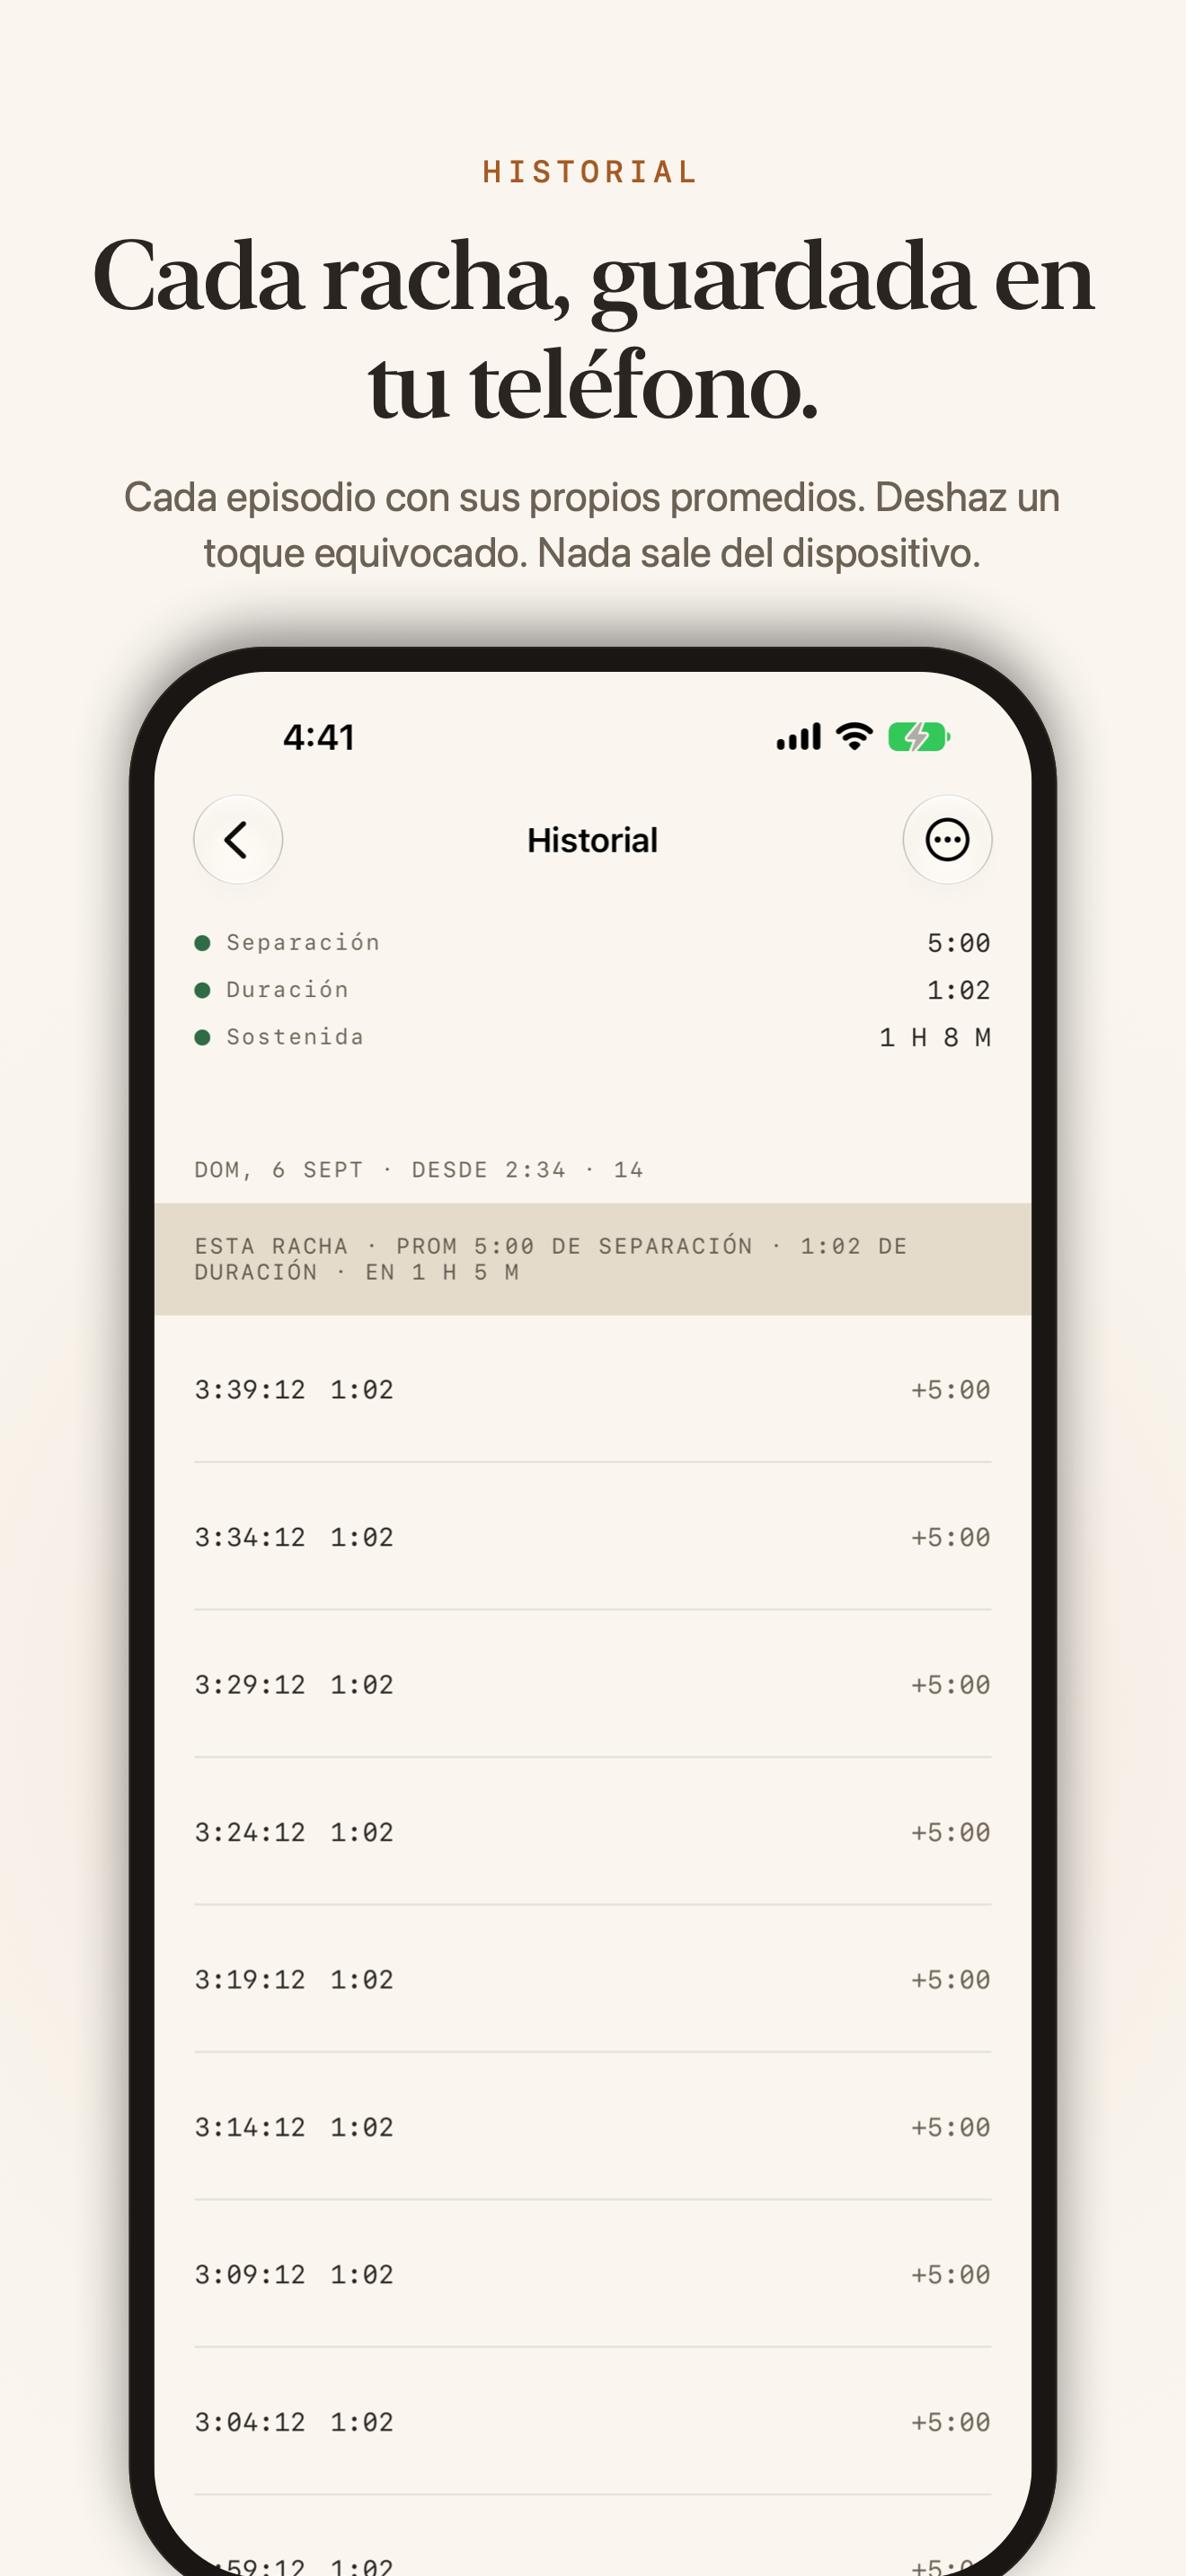 HISTORIAL
Cada racha, guardada en
tu teléfono.
Cada episodio con sus propios promedios. Deshaz un
toque equivocado. Nada sale del dispositivo.
4:41
Historial
Separación 5:00
Duración 1:02
Sostenida 1 H 8 M
DOM, 6 SEPT · DESDE 2:34 · 14
ESTA RACHA · PROM 5:00 DE SEPARACIÓN · 1:02 DE
DURACIÓN · EN 1 H 5 M
3:39:12 1:02 +5:00
3:34:12 1:02 +5:00
3:29:12 1:02 +5:00
3:24:12 1:02 +5:00
3:19:12 1:02 +5:00
3:14:12 1:02 +5:00
3:09:12 1:02 +5:00
3:04:12 1:02 +5:00
:59:12 1:02